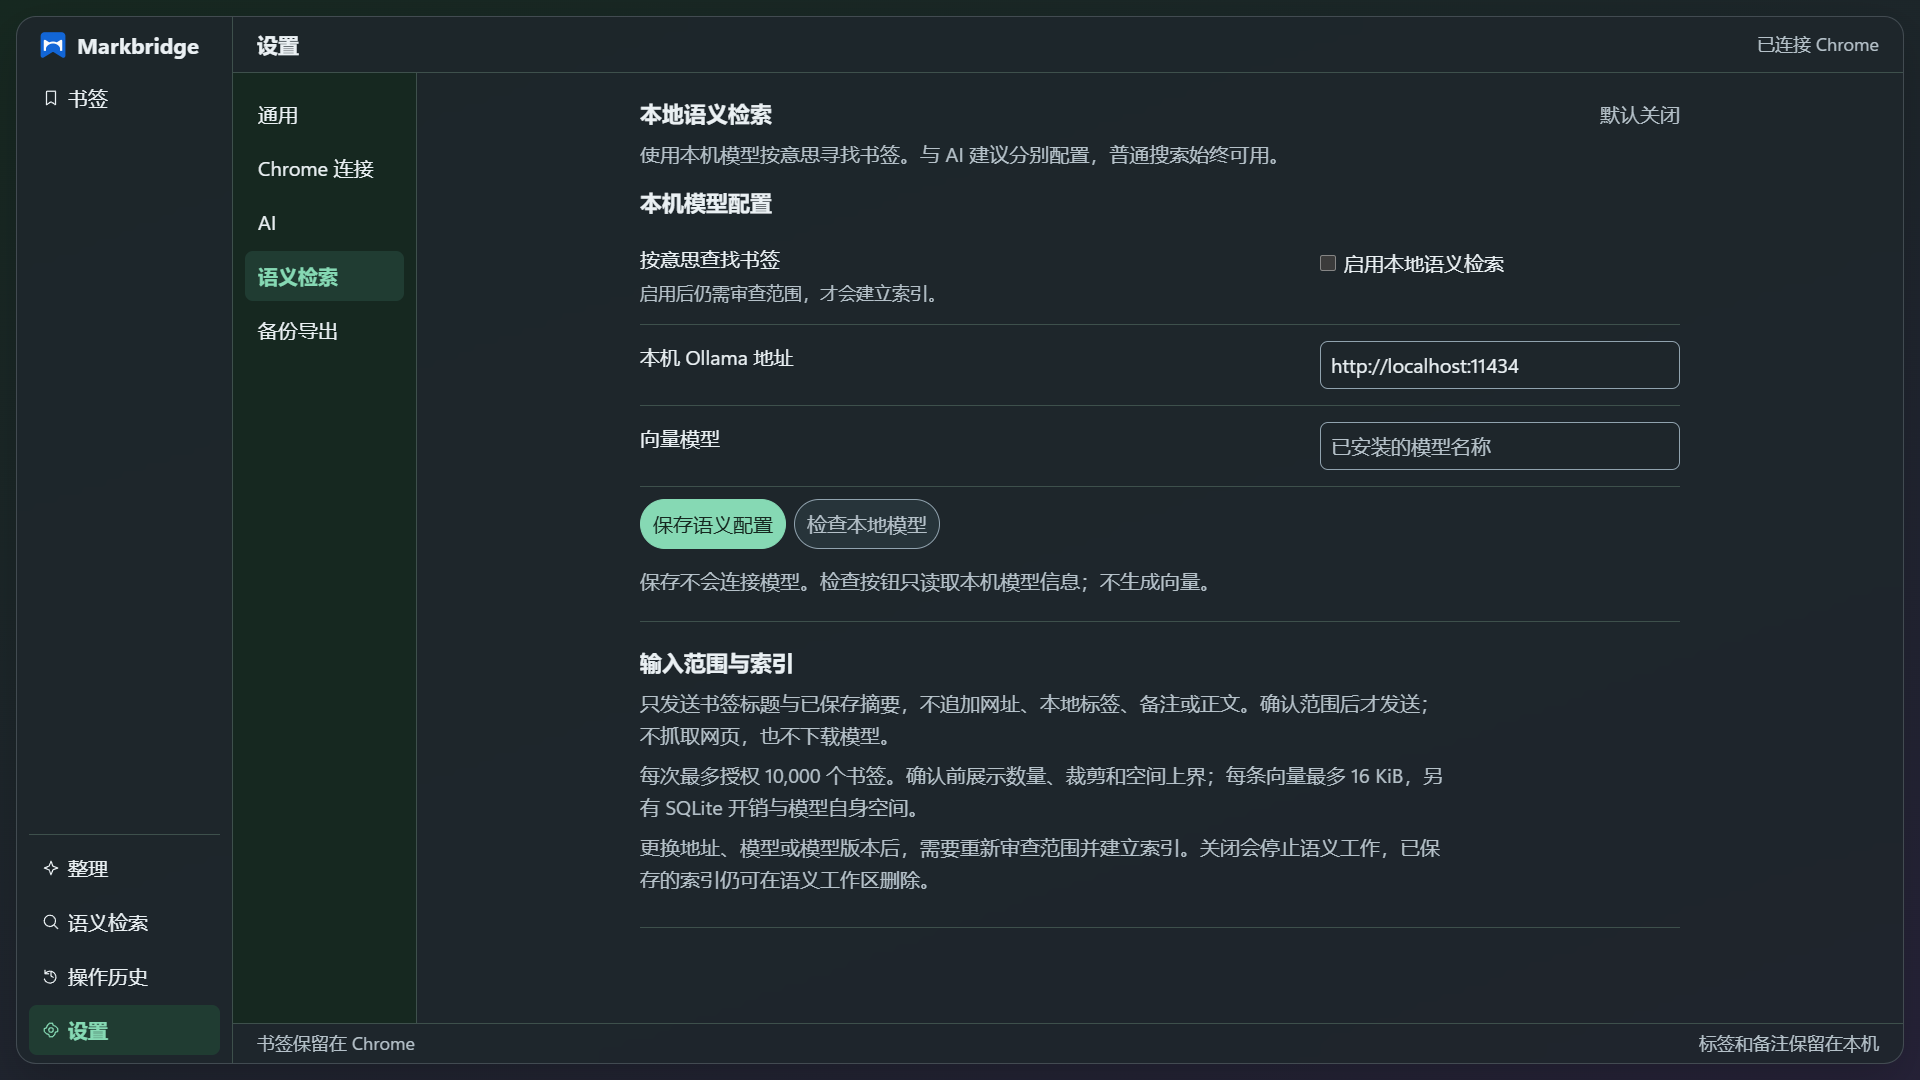 Markbridge
设置
已连接 Chrome
书签
通用
Chrome 连接
AI
语义检索
备份导出
本地语义检索
默认关闭
使用本机模型按意思寻找书签。与 AI 建议分别配置，普通搜索始终可用。
本机模型配置
按意思查找书签
启用后仍需审查范围，才会建立索引。
启用本地语义检索
本机 Ollama 地址
http://localhost:11434
向量模型
已安装的模型名称
保存语义配置
检查本地模型
保存不会连接模型。检查按钮只读取本机模型信息；不生成向量。
输入范围与索引
只发送书签标题与已保存摘要，不追加网址、本地标签、备注或正文。确认范围后才发送；
不抓取网页，也不下载模型。
每次最多授权 10,000 个书签。确认前展示数量、裁剪和空间上界；每条向量最多 16 KiB，另
有 SQLite 开销与模型自身空间。
更换地址、模型或模型版本后，需要重新审查范围并建立索引。关闭会停止语义工作，已保
存的索引仍可在语义工作区删除。
整理
语义检索
操作历史
设置
书签保留在 Chrome
标签和备注保留在本机